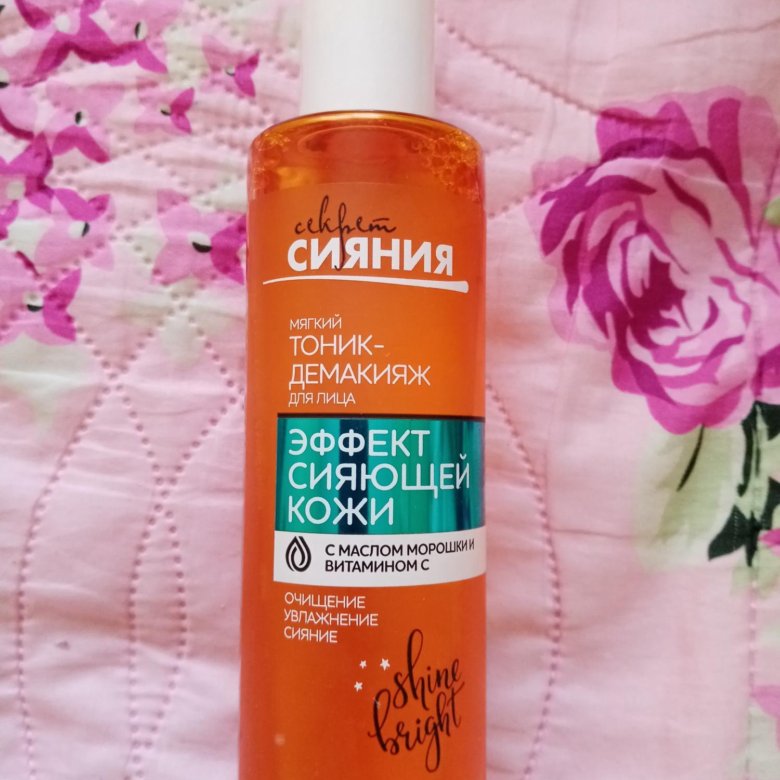 секрет
СИЯНИЯ
МЯГКИЙ
ТОНИК-
ДЕМАКИЯЖ
ДЛЯ ЛИЦА
ЭФФЕКТ
СИЯЮЩЕЙ
КОЖИ
С МАСЛОМ МОРОШКИ И
ВИТАМИНОМ С
ОЧИЩЕНИЕ
УВЛАЖНЕНИЕ
СИЯНИЕ
shine
bright